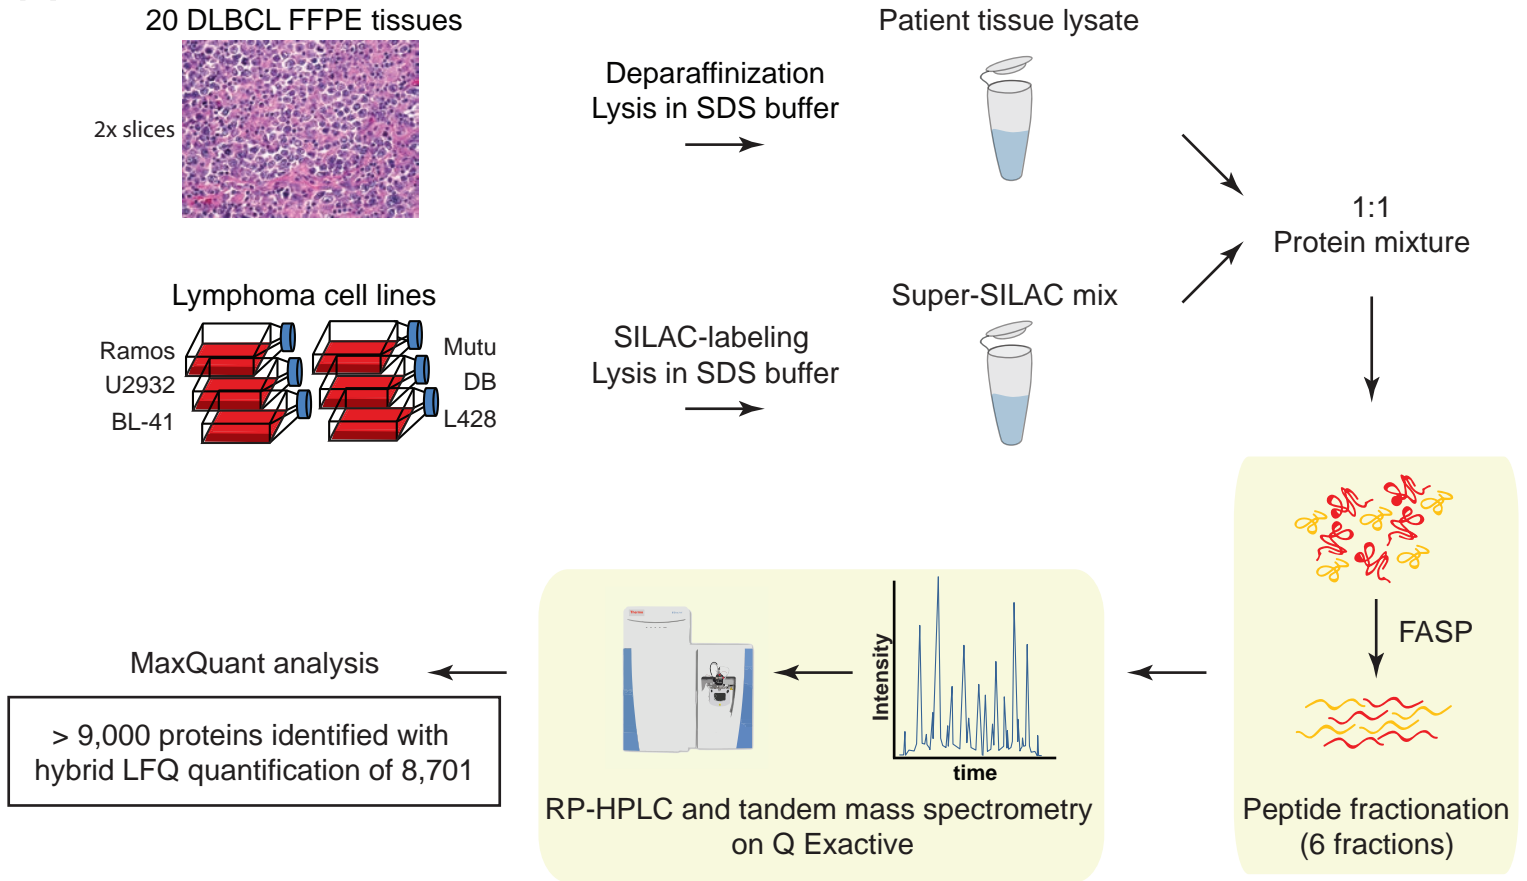 20 DLBCL FFPE tissues
2x slices
Deparaffinization
Lysis in SDS buffer
Patient tissue lysate
1:1
Protein mixture
Lymphoma cell lines
Ramos
U2932
BL-41
Mutu
DB
L428
SILAC-labeling
Lysis in SDS buffer
Super-SILAC mix
FASP
Peptide fractionation
(6 fractions)
Intensity
time
RP-HPLC and tandem mass spectrometry
on Q Exactive
MaxQuant analysis
> 9,000 proteins identified with
hybrid LFQ quantification of 8,701